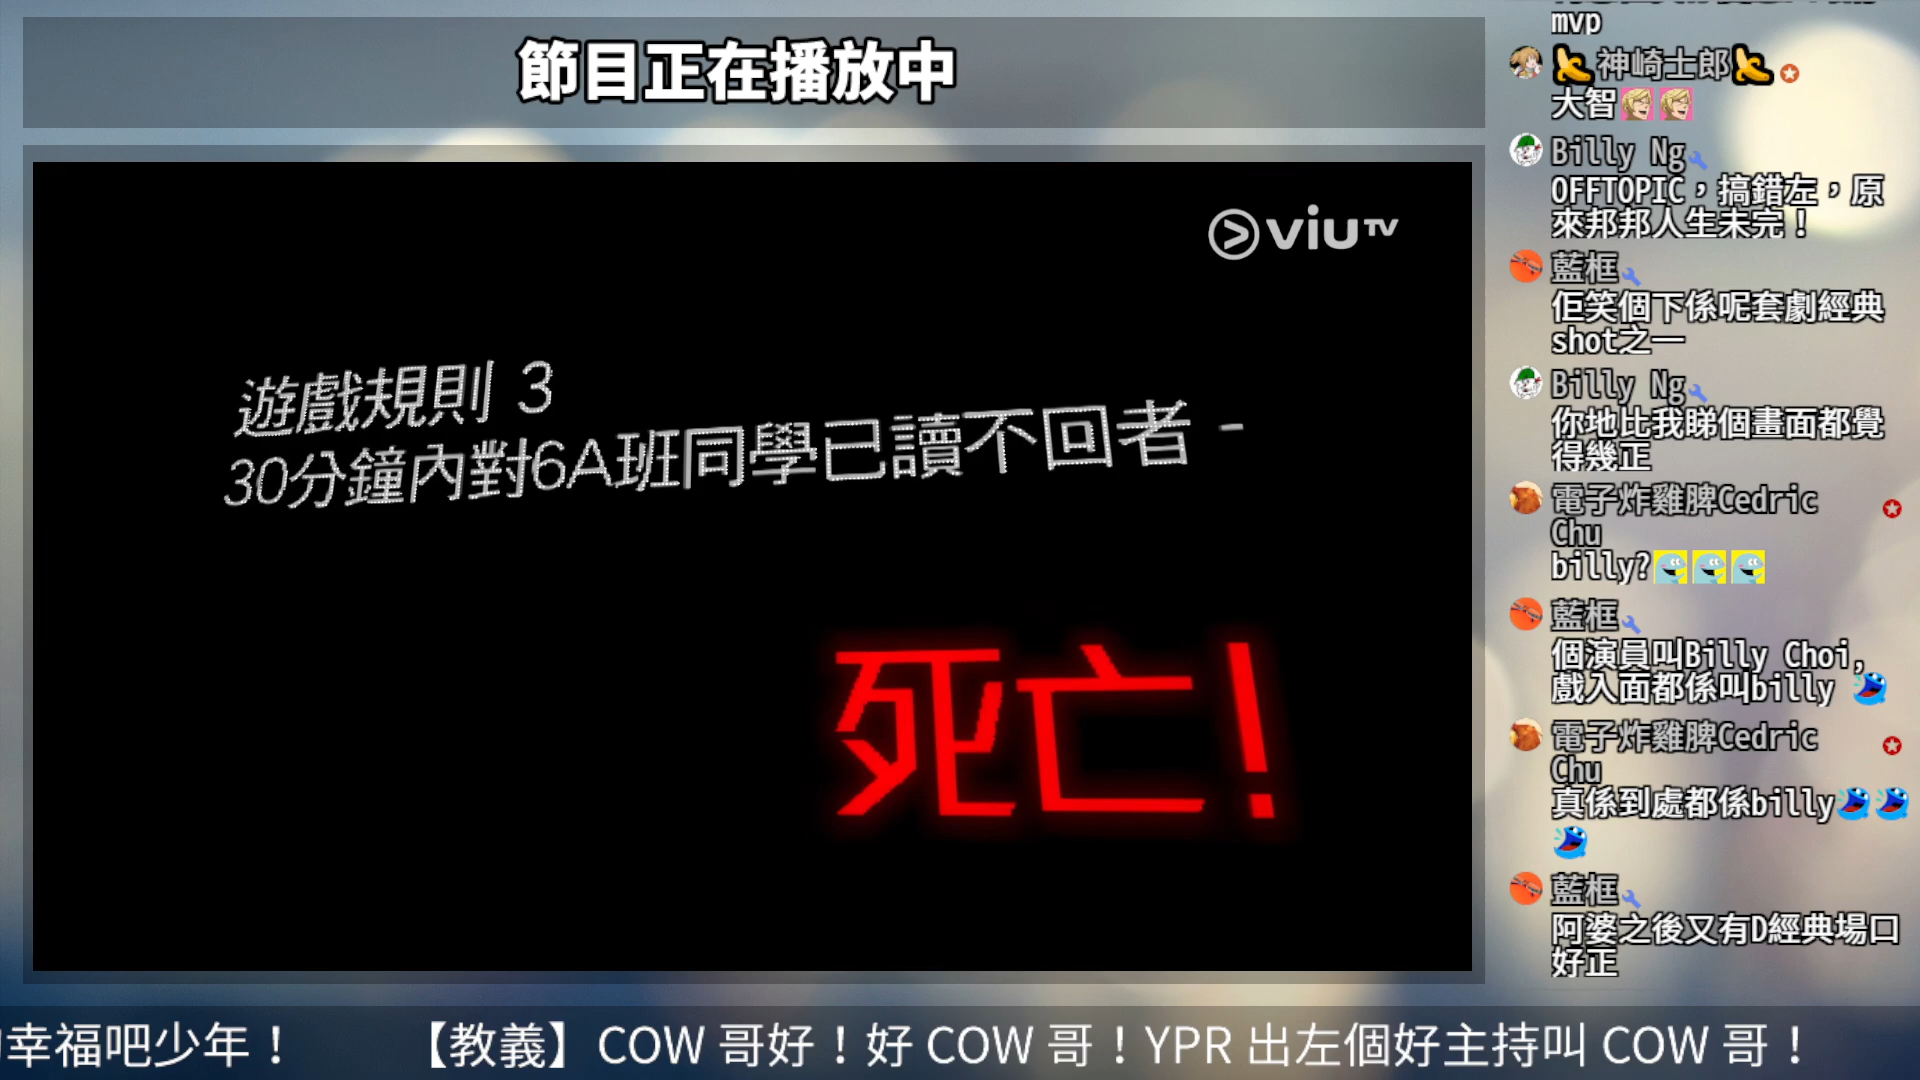 節目正在播放中
viuTV
遊戲規則 3
30分鐘內對6A班同學已讀不回者 -
死亡!
mvp
神崎士郎
大智
Billy Ng
OFFTOPIC，搞錯左，原
來邦邦人生未完！
藍框
佢笑個下係呢套劇經典
shot之一
Billy Ng
你地比我睇個畫面都覺
得幾正
電子炸雞脾Cedric
Chu
billy?
藍框
個演員叫Billy Choi,
戲入面都係叫billy
電子炸雞脾Cedric
Chu
真係到處都係billy
藍框
阿婆之後又有D經典場口
好正
幸福吧少年！ 【教義】COW 哥好！好 COW 哥！YPR 出左個好主持叫 COW 哥！